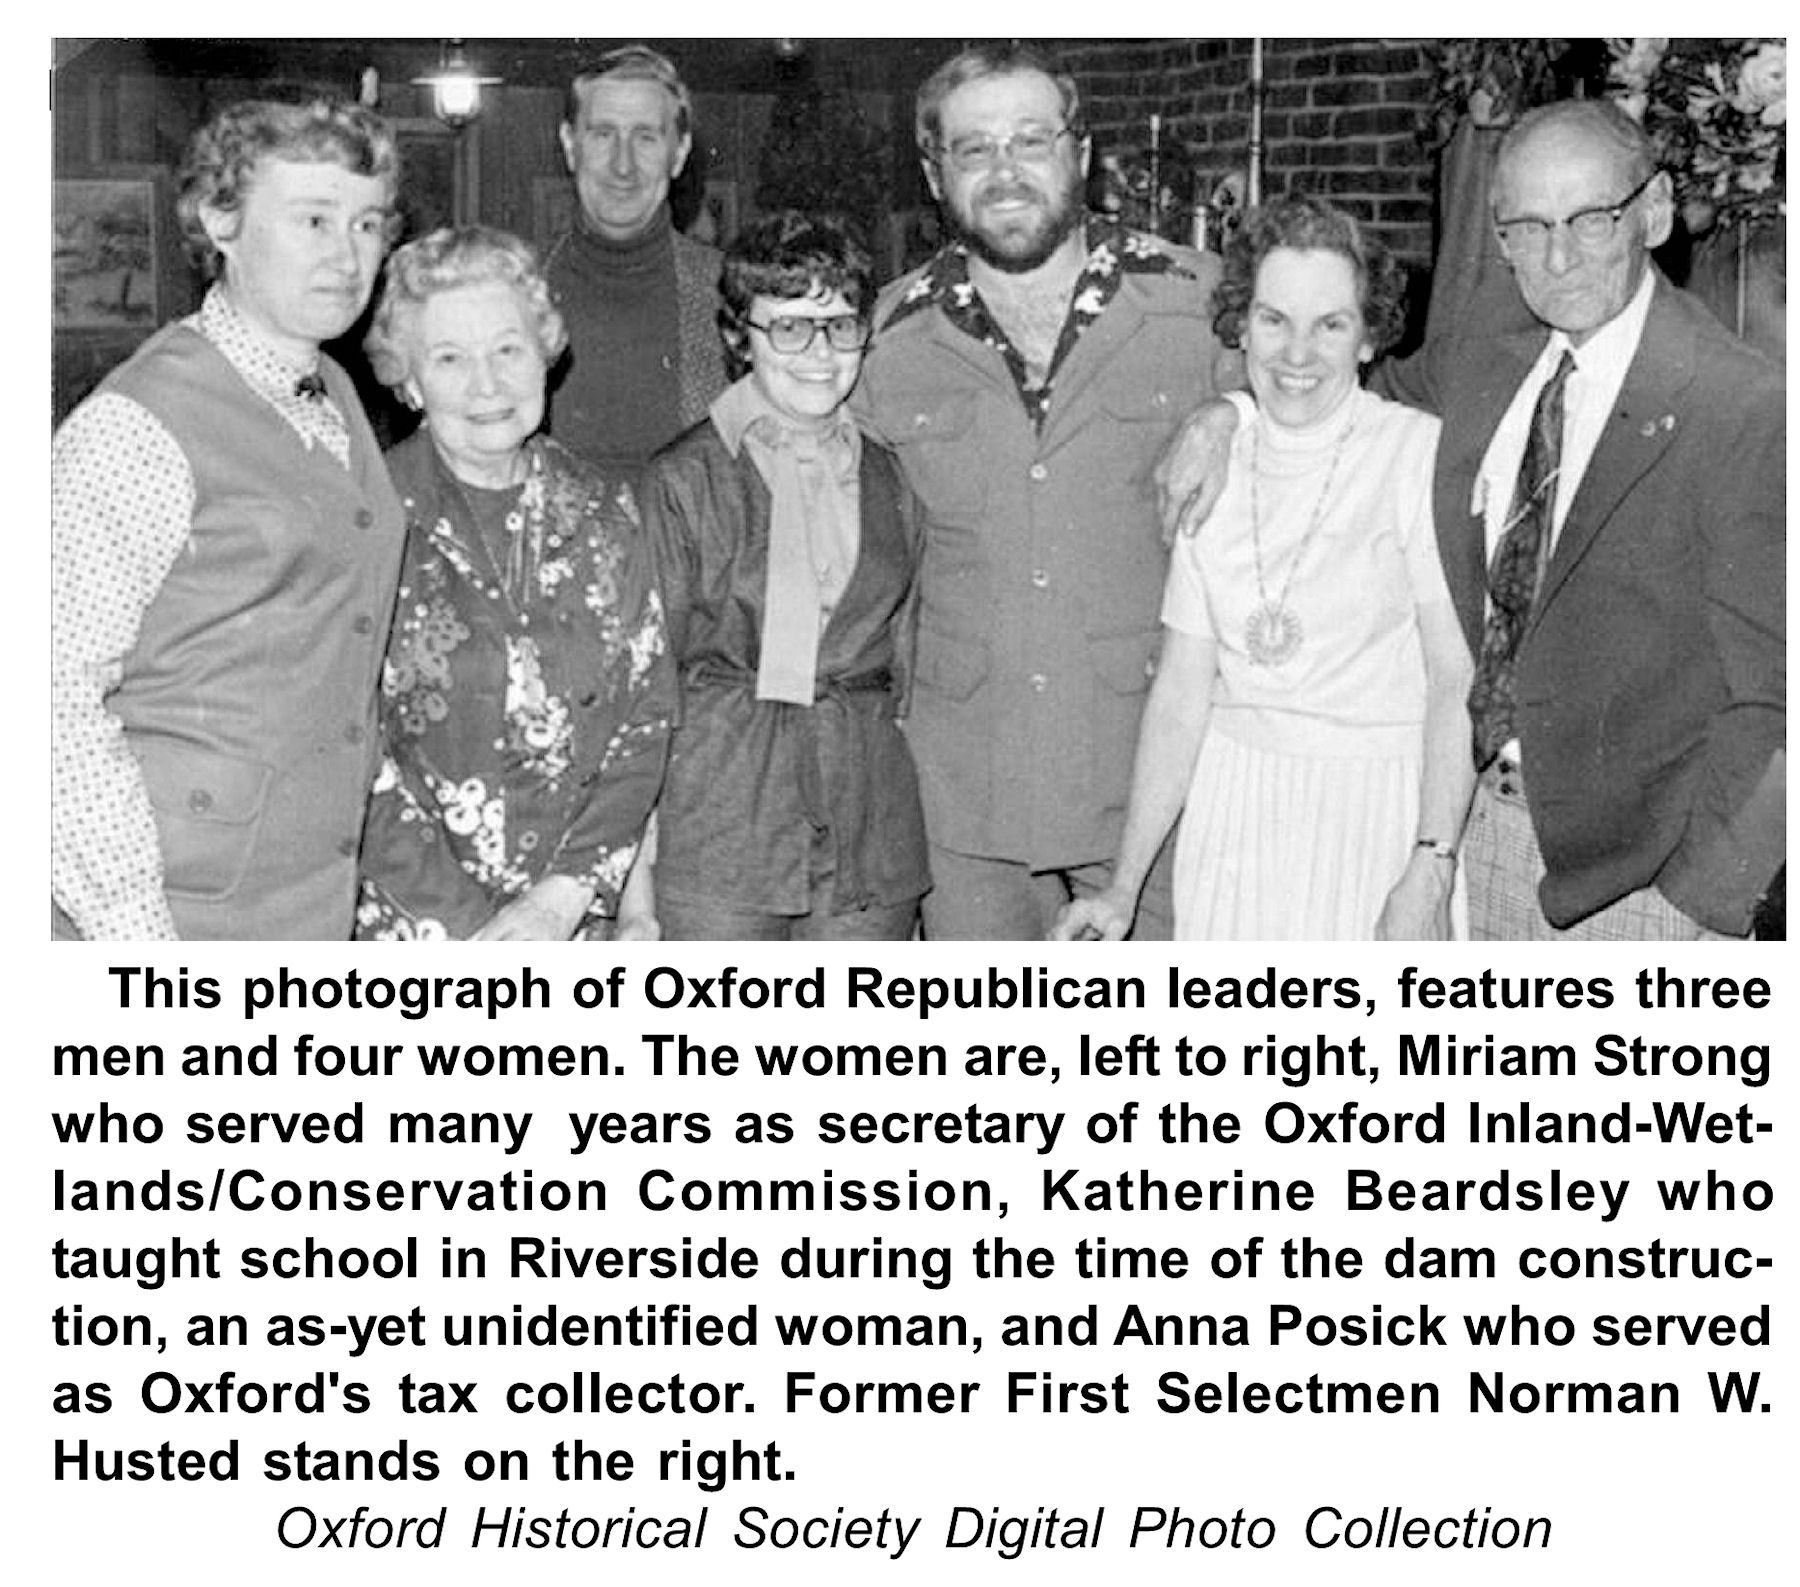 This photograph of Oxford Republican leaders, features three
men and four women. The women are, left to right, Miriam Strong
who served many years as secretary of the Oxford Inland-Wet-
lands/Conservation Commission, Katherine Beardsley who
taught school in Riverside during the time of the dam construc-
tion, an as-yet unidentified woman, and Anna Posick who served
as Oxford's tax collector. Former First Selectmen Norman W.
Husted stands on the right.
Oxford Historical Society Digital Photo Collection